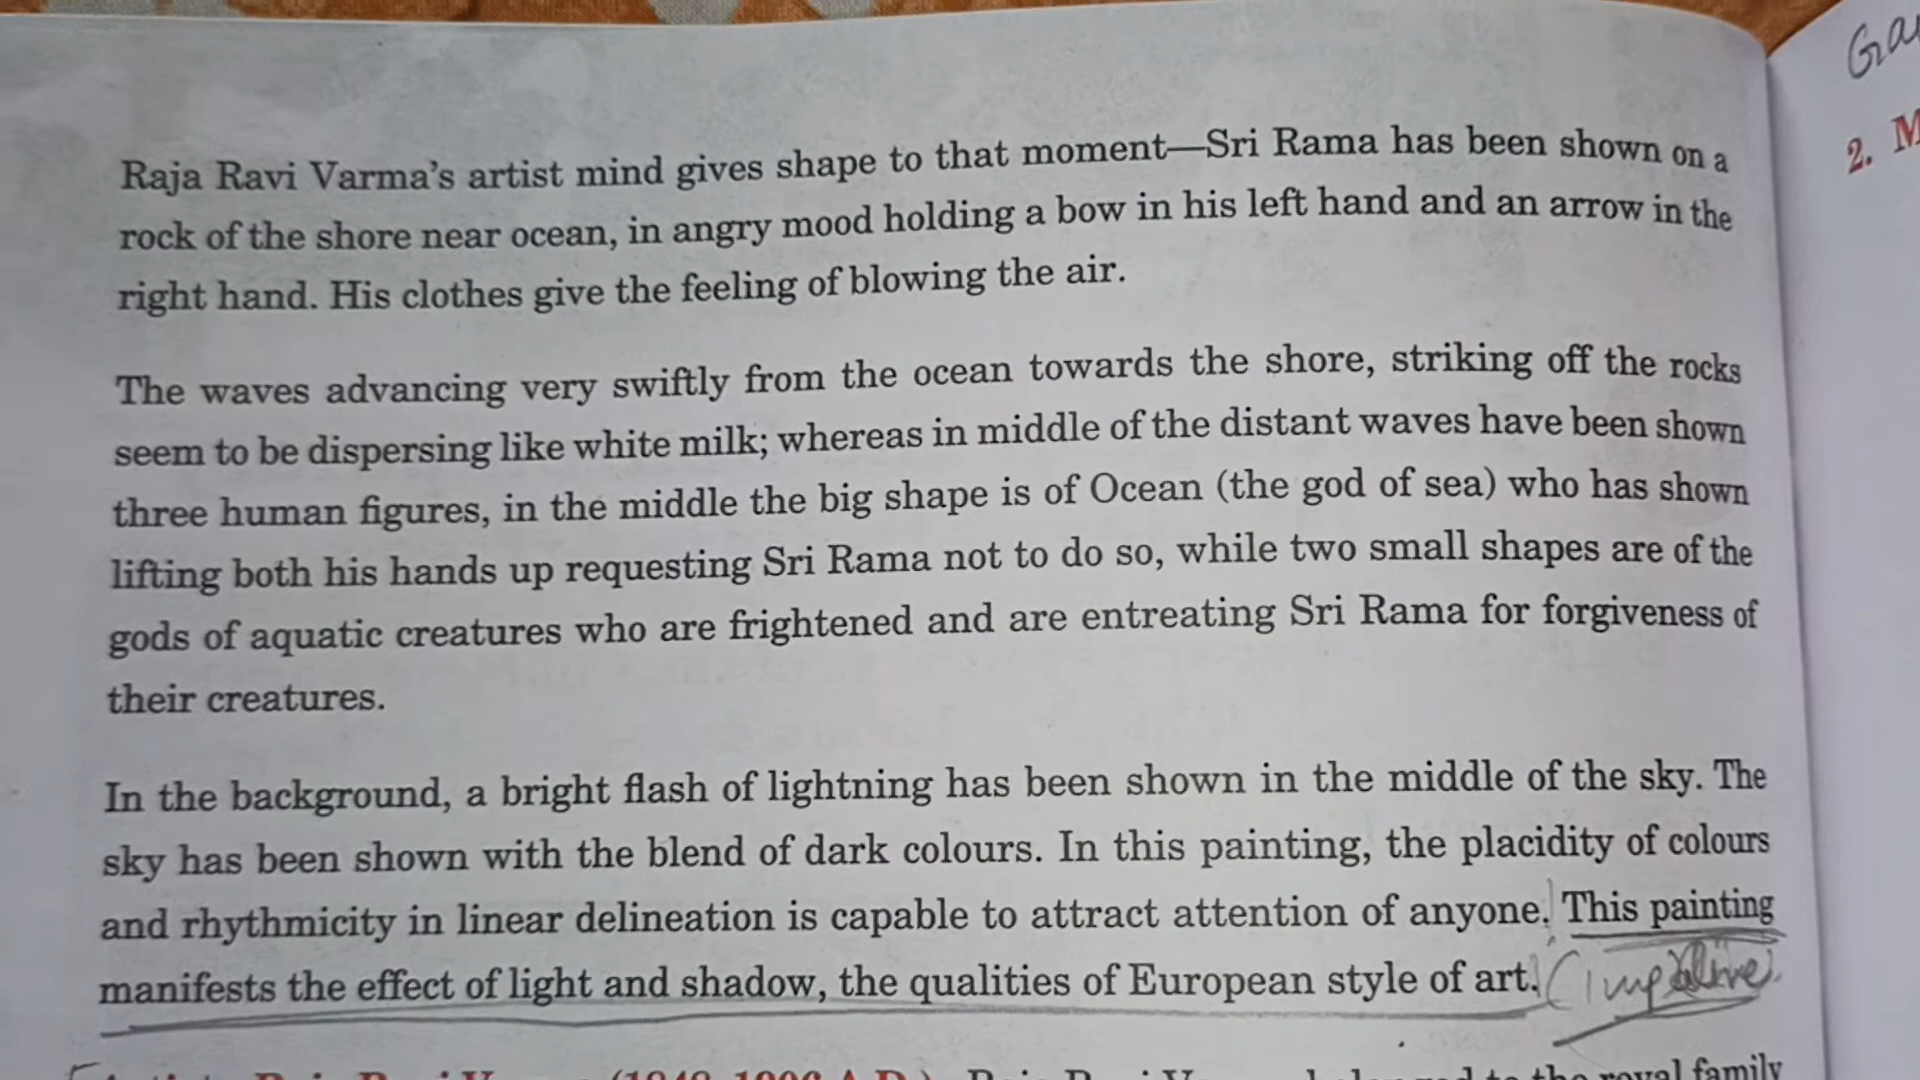 Raja Ravi Varma's artist mind gives shape to that moment—Sri Rama has been shown on a
rock of the shore near ocean, in angry mood holding a bow in his left hand and an arrow in the
right hand. His clothes give the feeling of blowing the air.
The waves advancing very swiftly from the ocean towards the shore, striking off the rocks
seem to be dispersing like white milk; whereas in middle of the distant waves have been shown
three human figures, in the middle the big shape is of Ocean (the god of sea) who has shown
lifting both his hands up requesting Sri Rama not to do so, while two small shapes are of the
gods of aquatic creatures who are frightened and are entreating Sri Rama for forgiveness of
their creatures.
In the background, a bright flash of lightning has been shown in the middle of the sky. The
sky has been shown with the blend of dark colours. In this painting, the placidity of colours
and rhythmicity in linear delineation is capable to attract attention of anyone. This painting
manifests the effect of light and shadow, the qualities of European style of art. (imp line)
royal family
2. M